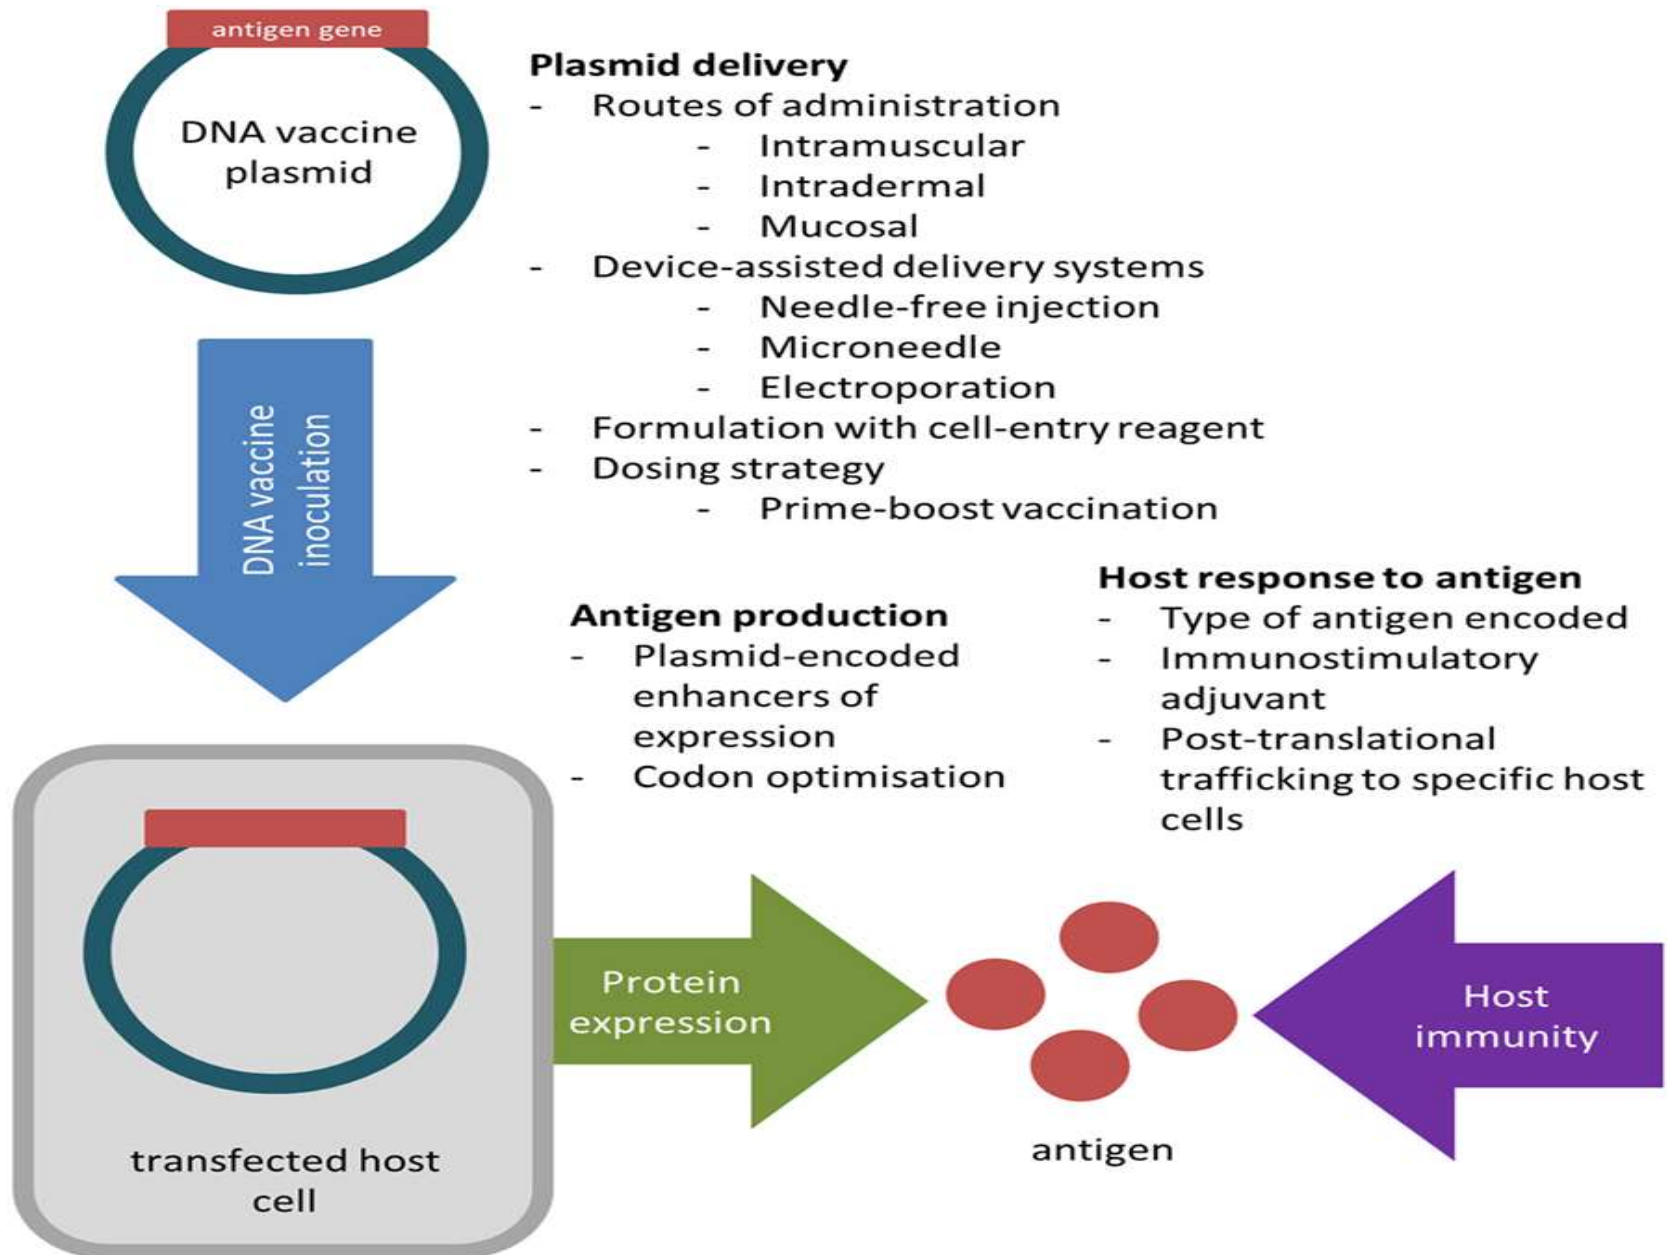 antigen gene
DNA vaccine
plasmid
Plasmid delivery
- Routes of administration
- Intramuscular
- Intradermal
- Mucosal
- Device-assisted delivery systems
- Needle-free injection
- Microneedle
- Electroporation
- Formulation with cell-entry reagent
- Dosing strategy
- Prime-boost vaccination
DNA vaccine
inoculation
Antigen production
- Plasmid-encoded
enhancers of
expression
- Codon optimisation
Host response to antigen
- Type of antigen encoded
- Immunostimulatory
adjuvant
- Post-translational
trafficking to specific host
cells
transfected host
cell
Protein
expression
antigen
Host
immunity